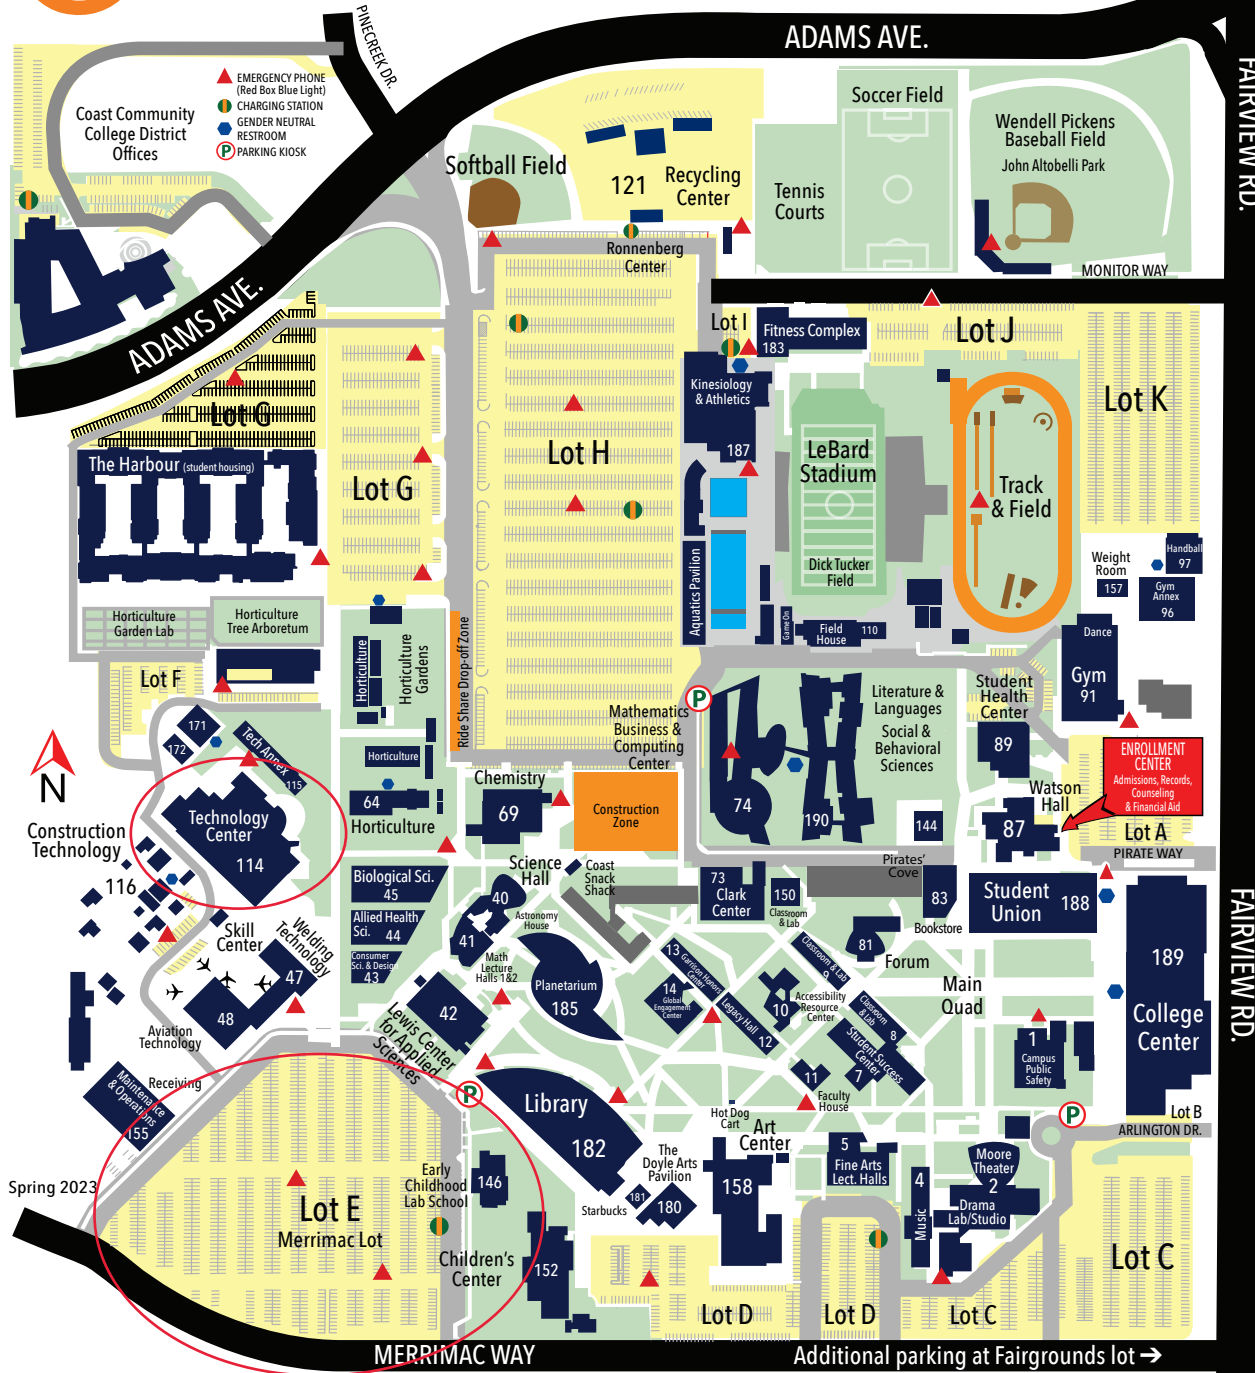 ADAMS AVE.
PINECREEK DR.
FAIRVIEW RD.
EMERGENCY PHONE
(Red Box Blue Light)
CHARGING STATION
GENDER NEUTRAL
RESTROOM
P PARKING KIOSK
Coast Community
College District
Offices
Softball Field
121
Recycling
Center
Ronnenberg
Center
Soccer Field
Tennis
Courts
Wendell Pickens
Baseball Field
John Altobelli Park
MONITOR WAY
ADAMS AVE.
Lot G
The Harbour (student housing)
Lot G
Lot H
Lot I
Fitness Complex
183
Kinesiology
& Athletics
187
Lot J
Lot K
LeBard
Stadium
Dick Tucker
Field
Track
& Field
Aquatics Pavilion
Game On
Field
House
110
Weight
Room
157
Handball
97
Gym
Annex
96
Dance
Gym
91
Horticulture
Garden Lab
Horticulture
Tree Arboretum
Lot F
Horticulture
Horticulture
Gardens
Ride Share Drop-off Zone
Horticulture
64
Horticulture
171
172
Tech Annex
115
Technology
Center
114
N
Construction
Technology
116
P
Mathematics
Business &
Computing
Center
74
190
Literature &
Languages
Social &
Behavioral
Sciences
Student
Health
Center
89
ENROLLMENT
CENTER
Admissions, Records,
Counseling
& Financial Aid
Watson
Hall
87
Lot A
PIRATE WAY
144
Chemistry
69
Construction
Zone
Science
Hall
40
Coast
Snack
Shack
Astronomy
House
Biological Sci.
45
Allied Health
Sci.
44
Consumer
Sci. & Design
43
41
Math
Lecture
Halls 1&2
42
Lewis Center
for Applied
Sciences
Planetarium
185
73
Clark
Center
150
Classroom
& Lab
Pirates'
Cove
83
Bookstore
Student
Union
188
189
College
Center
FAIRVIEW RD.
81
Forum
Main
Quad
13
Garrison Honors
Center
14
Global
Engagement
Center
Legacy Hall
12
10
Accessibility
Resource
Center
Classroom & Lab
9
Classroom
& Lab
8
Student Success
Center
7
11
Faculty
House
1
Campus
Public
Safety
Skill
Center
Welding
Technology
47
48
Aviation
Technology
Receiving
Maintenance
& Operations
155
Spring 2023
P
Library
182
Hot Dog
Cart
Art
Center
158
The
Doyle Arts
Pavilion
180
181
Starbucks
5
Fine Arts
Lect. Halls
4
Music
Moore
Theater
2
Drama
Lab/Studio
P
Lot B
ARLINGTON DR.
Early
Childhood
Lab School
146
Lot E
Merrimac Lot
Children's
Center
152
Lot D
Lot D
Lot C
Lot C
MERRIMAC WAY
Additional parking at Fairgrounds lot →